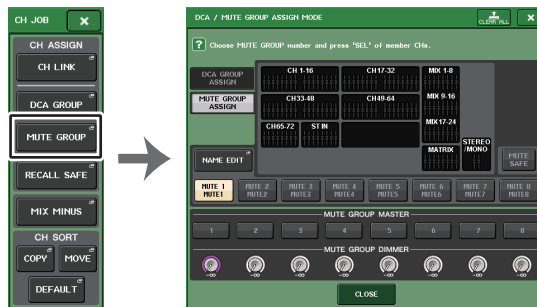 CH JOB
CH ASSIGN
CH LINK
DCA GROUP
MUTE GROUP
RECALL SAFE
MIX MINUS
CH SORT
COPY MOVE
DEFAULT
DCA / MUTE GROUP ASSIGN MODE
CLEAR ALL
? Choose MUTE GROUP number and press 'SEL' of member CHs.
DCA GROUP
ASSIGN
MUTE GROUP
ASSIGN
CH 1-16 CH17-32 MIX 1-8
CH33-48 CH49-64 MIX 9-16
CH65-72 ST IN MIX17-24
MATRIX STEREO
/MONO
NAME EDIT
MUTE
SAFE
MUTE 1 MUTE 2 MUTE 3 MUTE 4 MUTE 5 MUTE 6 MUTE 7 MUTE 8
MUTE1 MUTE2 MUTE3 MUTE4 MUTE5 MUTE6 MUTE7 MUTE8
MUTE GROUP MASTER
1 2 3 4 5 6 7 8
MUTE GROUP DIMMER
-∞ -∞ -∞ -∞ -∞ -∞ -∞ -∞
CLOSE